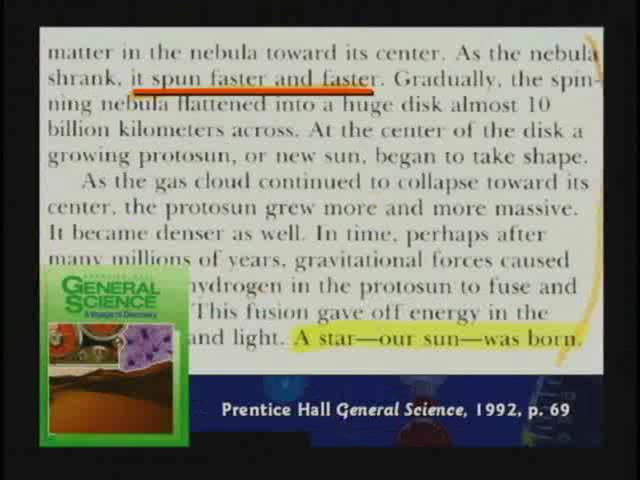 matter in the nebula toward its center. As the nebula
shrank, it spun faster and faster. Gradually, the spin-
ning nebula flattened into a huge disk almost 10
billion kilometers across. At the center of the disk a
growing protosun, or new sun, began to take shape.
As the gas cloud continued to collapse toward its
center, the protosun grew more and more massive.
It became denser as well. In time, perhaps after
many millions of years, gravitational forces caused
hydrogen in the protosun to fuse and
This fusion gave off energy in the
and light. A star—our sun—was born.
PRENTICE HALL
GENERAL
SCIENCE
A Voyage of Discovery
Prentice Hall General Science, 1992, p. 69